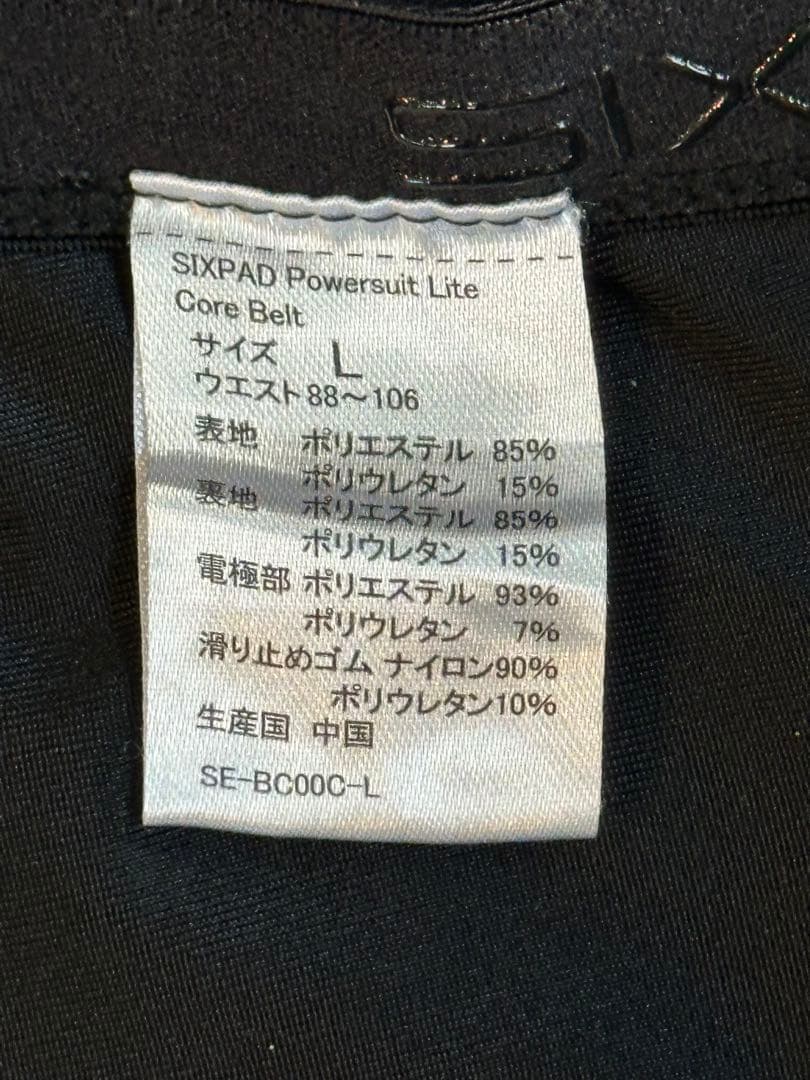 SIX
SIXPAD Powersuit Lite
Core Belt
サイズ L
ウエスト 88〜106
表地 ポリエステル 85%
ポリウレタン 15%
裏地 ポリエステル 85%
ポリウレタン 15%
電極部 ポリエステル 93%
ポリウレタン 7%
滑り止めゴム ナイロン90%
ポリウレタン10%
生産国 中国
SE-BC00C-L